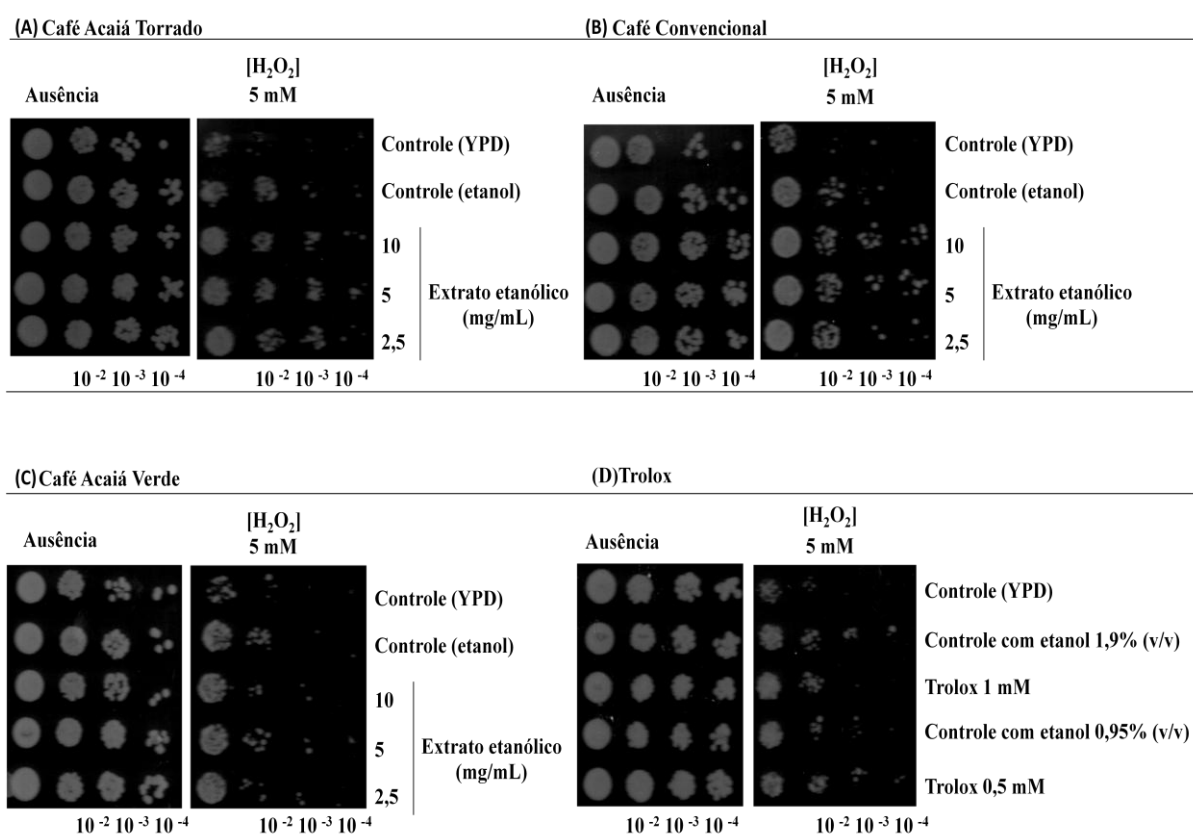 (A) Café Acaiá Torrado
[H₂O₂]
Ausência 5 mM
Controle (YPD)
Controle (etanol)
10
5 Extrato etanólico
(mg/mL)
2,5
10 ⁻² 10 ⁻³ 10 ⁻⁴ 10 ⁻² 10 ⁻³ 10 ⁻⁴
(B) Café Convencional
[H₂O₂]
Ausência 5 mM
Controle (YPD)
Controle (etanol)
10
5 Extrato etanólico
(mg/mL)
2,5
10 ⁻² 10 ⁻³ 10 ⁻⁴ 10 ⁻² 10 ⁻³ 10 ⁻⁴
(C) Café Acaiá Verde
[H₂O₂]
Ausência 5 mM
Controle (YPD)
Controle (etanol)
10
5 Extrato etanólico
(mg/mL)
2,5
10 ⁻² 10 ⁻³ 10 ⁻⁴ 10 ⁻² 10 ⁻³ 10 ⁻⁴
(D)Trolox
[H₂O₂]
Ausência 5 mM
Controle (YPD)
Controle com etanol 1,9% (v/v)
Trolox 1 mM
Controle com etanol 0,95% (v/v)
Trolox 0,5 mM
10 ⁻² 10 ⁻³ 10 ⁻⁴ 10 ⁻² 10 ⁻³ 10 ⁻⁴